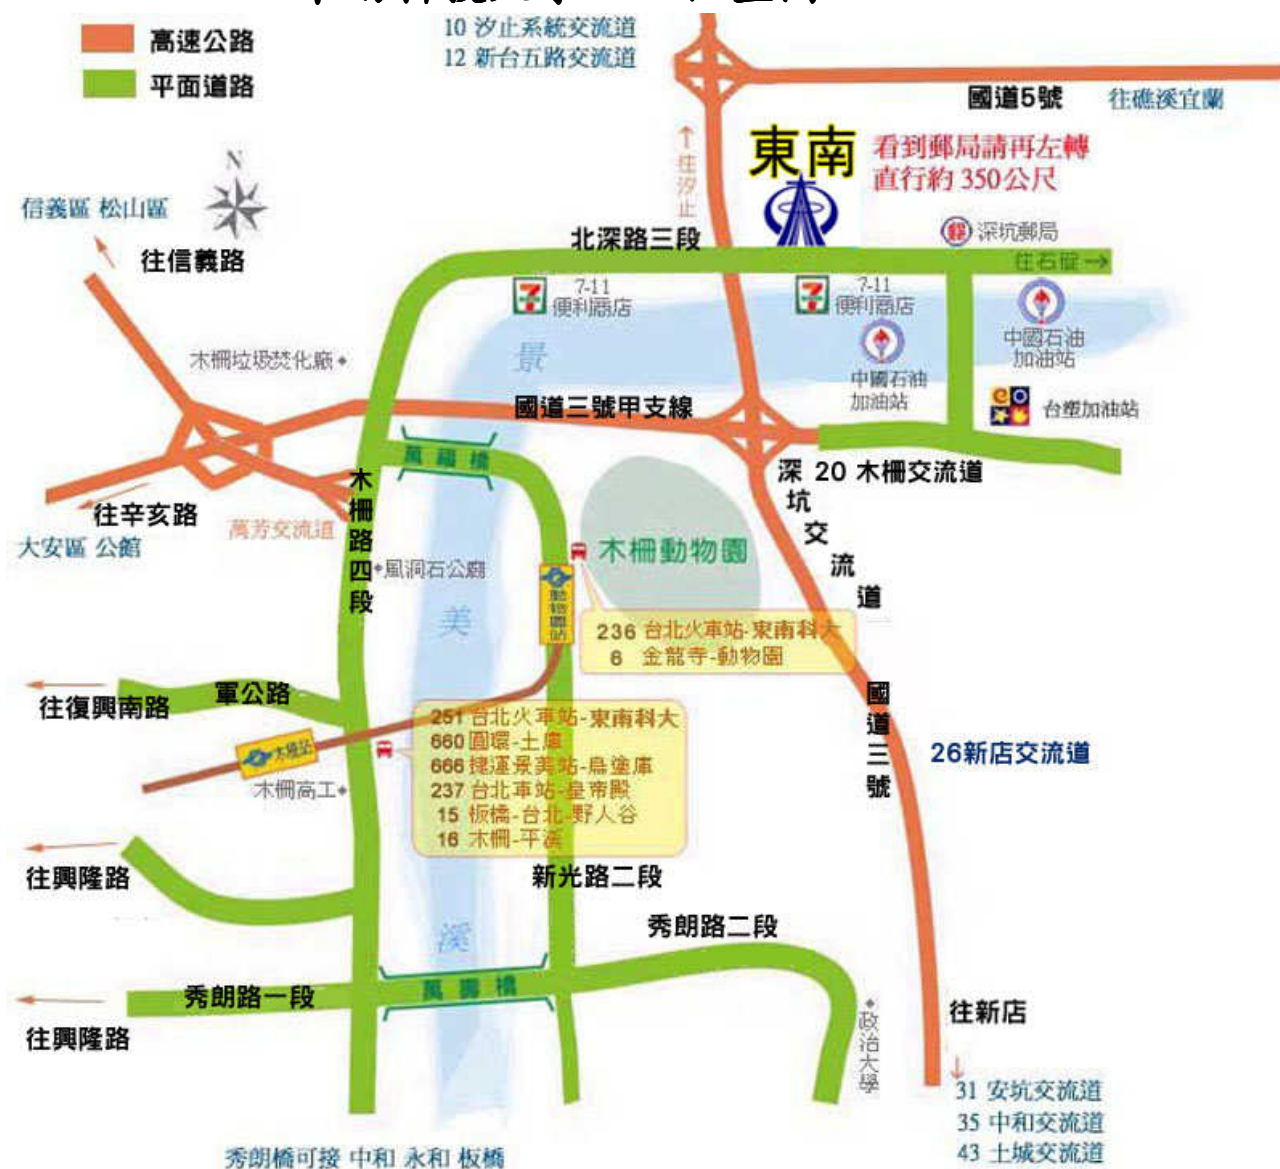 高速公路
平面道路
10 汐止系統交流道
12 新台五路交流道
國道5號
往礁溪宜蘭
往汐止
東南
看到郵局請再左轉
直行約 350公尺
N
信義區 松山區
往信義路
北深路三段
深坑郵局
往石碇
7-11
便利商店
7-11
便利商店
中國石油
加油站
中國石油
加油站
台塑加油站
景
木柵垃圾焚化廠
國道三號甲支線
萬福橋
木柵路四段
深坑交流道
20 木柵交流道
往辛亥路
大安區 公館
萬芳交流道
風洞石公廟
木柵動物園
動物園站
美
236 台北火車站-東南科大
6 金龍寺-動物園
軍公路
往復興南路
國道三號
251 台北火車站-東南科大
660 圓環-土庫
666 捷運景美站-烏塗庫
237 台北車站-皇帝殿
15 板橋-台北-野人谷
16 木柵-平溪
木柵站
木柵高工
26新店交流道
往興隆路
新光路二段
溪
秀朗路二段
秀朗路一段
萬壽橋
往興隆路
政治大學
往新店
31 安坑交流道
35 中和交流道
43 土城交流道
秀朗橋可接 中和 永和 板橋